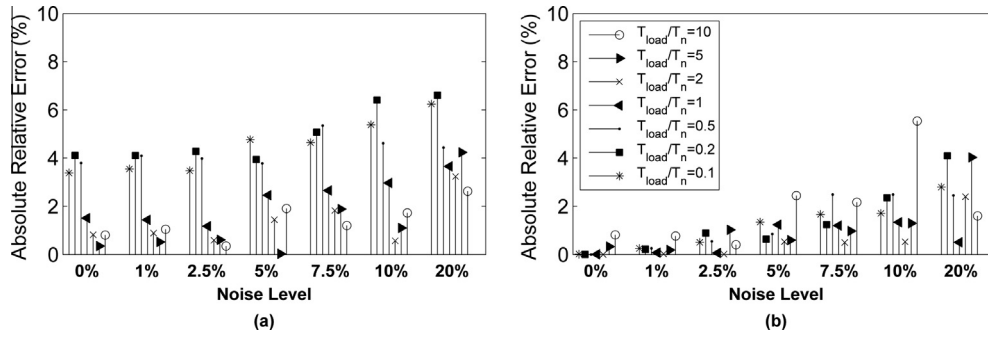 Absolute Relative Error (%)
10
8
6
4
2
0
0% 1% 2.5% 5% 7.5% 10% 20%
Noise Level
(a)
Absolute Relative Error (%)
10
8
6
4
2
0
T_load/T_n=10
T_load/T_n=5
T_load/T_n=2
T_load/T_n=1
T_load/T_n=0.5
T_load/T_n=0.2
T_load/T_n=0.1
0% 1% 2.5% 5% 7.5% 10% 20%
Noise Level
(b)